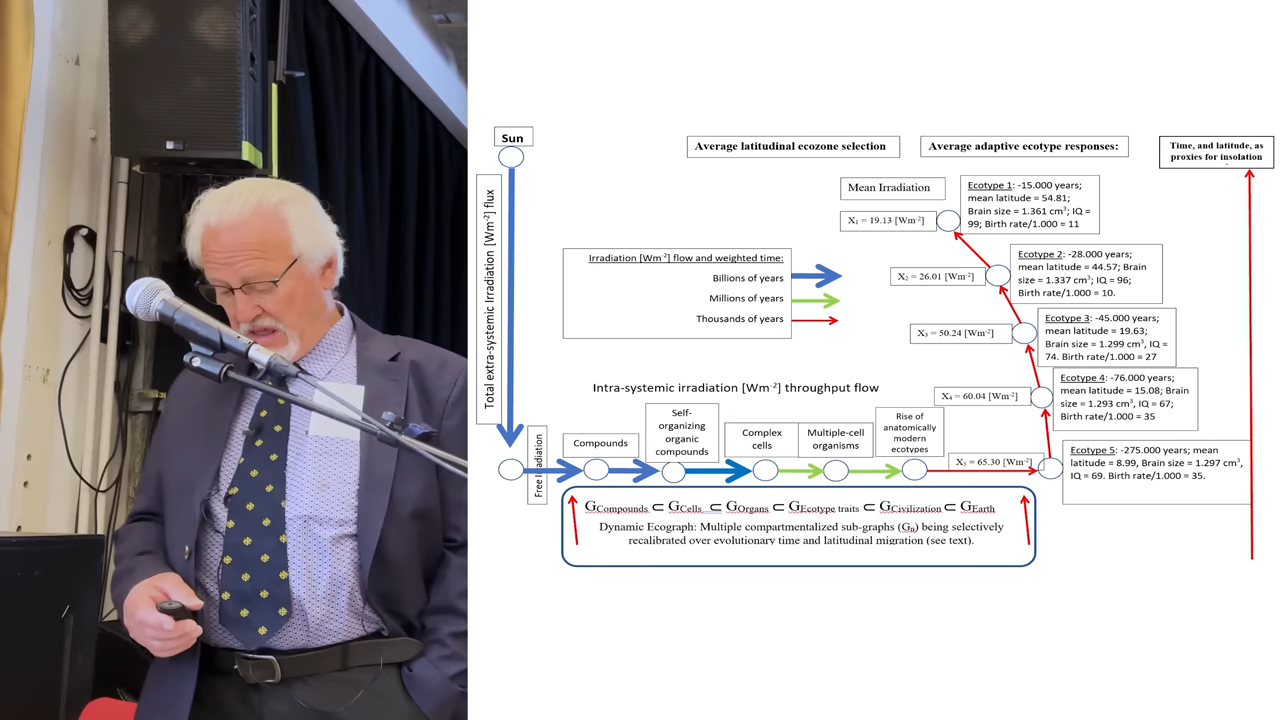 Sun
Total extra-systemic Irradiation [Wm-2] flux
Average latitudinal ecozone selection
Average adaptive ecotype responses:
Time, and latitude, as
proxies for insolation
Mean Irradiation
X1 = 19.13 [Wm-2]
Ecotype 1: -15.000 years;
mean latitude = 54.81;
Brain size = 1.361 cm3; IQ =
99; Birth rate/1.000 = 11
Irradiation [Wm-2] flow and weighted time:
Billions of years
Millions of years
Thousands of years
X2 = 26.01 [Wm-2]
Ecotype 2: -28.000 years;
mean latitude = 44.57; Brain
size = 1.337 cm3; IQ = 96;
Birth rate/1.000 = 10.
X3 = 50.24 [Wm-2]
Ecotype 3: -45.000 years;
mean latitude = 19.63;
Brain size = 1.299 cm3, IQ =
74. Birth rate/1.000 = 27
X4 = 60.04 [Wm-2]
Ecotype 4: -76.000 years;
mean latitude = 15.08; Brain
size = 1.293 cm3, IQ = 67;
Birth rate/1.000 = 35
Intra-systemic irradiation [Wm-2] throughput flow
Free
Compounds
Self-
organizing
organic
compounds
Complex
cells
Multiple-cell
organisms
Rise of
anatomically
modern
ecotypes
X5 = 65.30 [Wm-2]
Ecotype 5: -275.000 years; mean
latitude = 8.99, Brain size = 1.297 cm3,
IQ = 69. Birth rate/1.000 = 35.
GCompounds ⊂ GCells ⊂ GOrgans ⊂ GEcotype traits ⊂ GCivilization ⊂ GEarth
Dynamic Ecograph: Multiple compartmentalized sub-graphs (Gn) being selectively
recalibrated over evolutionary time and latitudinal migration (see text).